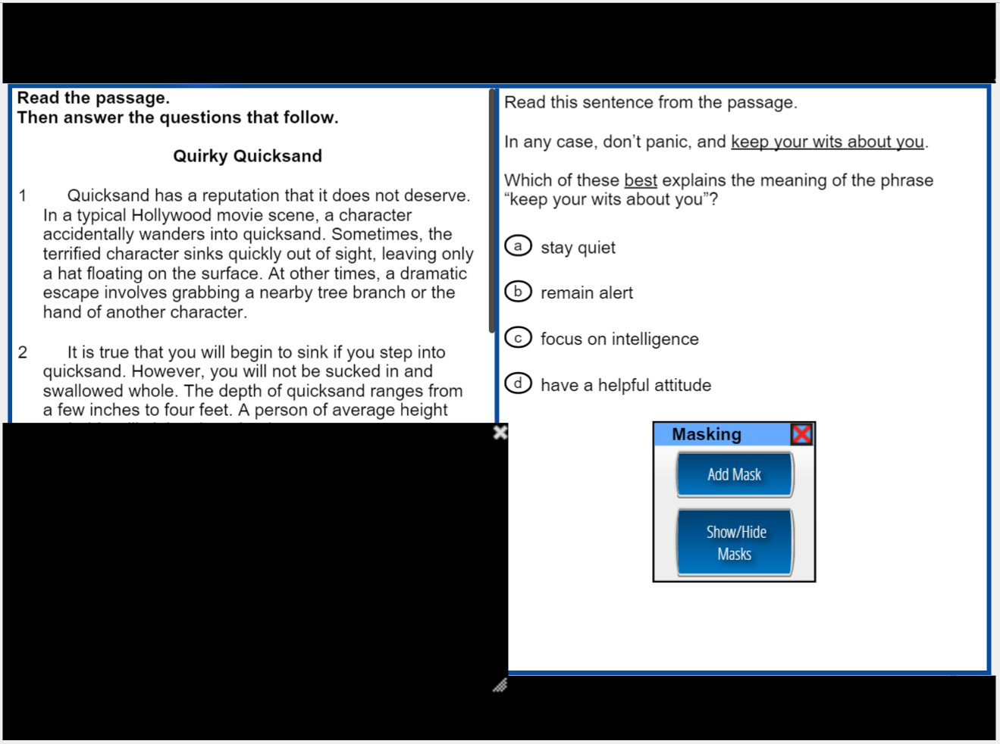 Read the passage.
Then answer the questions that follow.
Quirky Quicksand
1 Quicksand has a reputation that it does not deserve.
In a typical Hollywood movie scene, a character
accidentally wanders into quicksand. Sometimes, the
terrified character sinks quickly out of sight, leaving only
a hat floating on the surface. At other times, a dramatic
escape involves grabbing a nearby tree branch or the
hand of another character.
2 It is true that you will begin to sink if you step into
quicksand. However, you will not be sucked in and
swallowed whole. The depth of quicksand ranges from
a few inches to four feet. A person of average height
Read this sentence from the passage.
In any case, don’t panic, and keep your wits about you.
Which of these best explains the meaning of the phrase
“keep your wits about you”?
a stay quiet
b remain alert
c focus on intelligence
d have a helpful attitude
Masking
Add Mask
Show/Hide
Masks